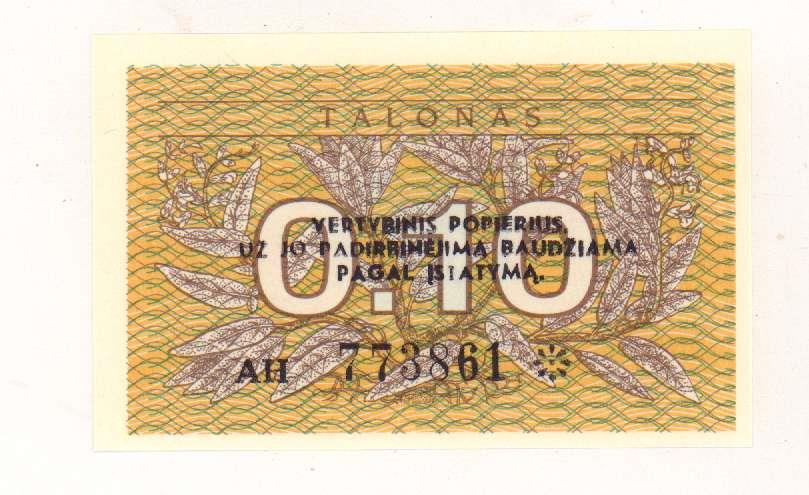 TALONAS
0.10
VERTYBINIS POPIERIUS.
UŽ JO PADIRBINĖJIMĄ BAUDŽIAMA
PAGAL ĮSTATYMĄ.
AH 773861